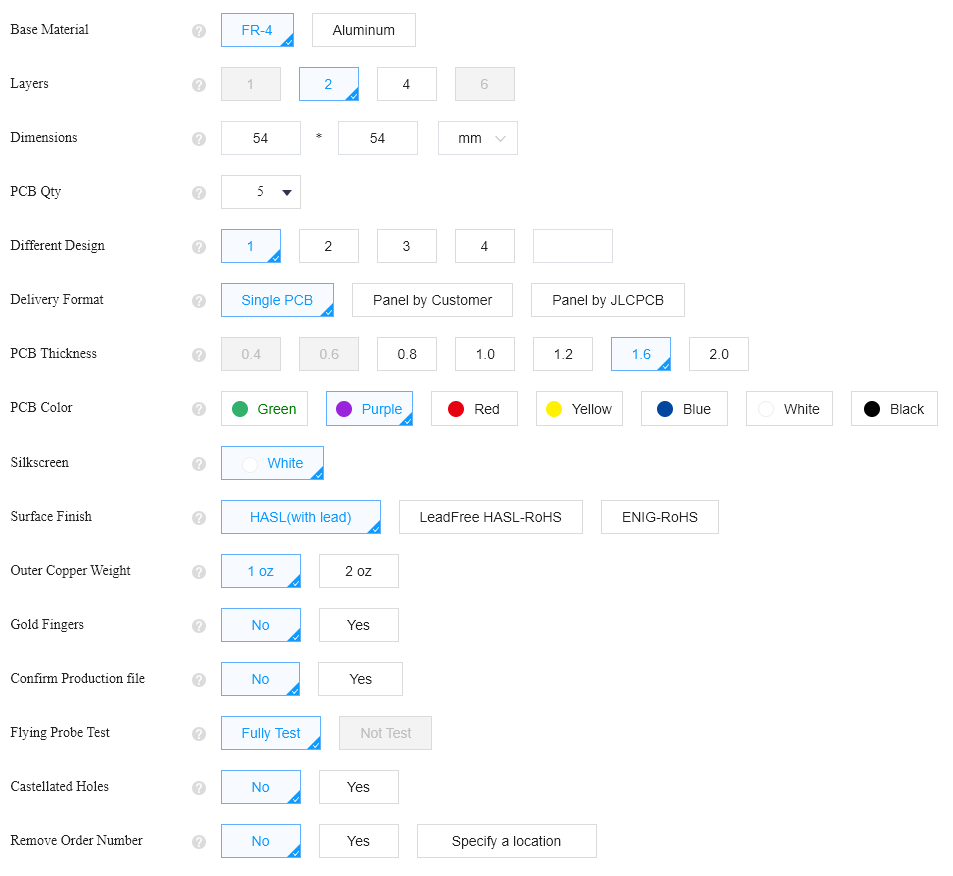 Base Material ? FR-4 Aluminum
Layers ? 1 2 4 6
Dimensions ? 54 * 54 mm
PCB Qty ? 5
Different Design ? 1 2 3 4
Delivery Format ? Single PCB Panel by Customer Panel by JLCPCB
PCB Thickness ? 0.4 0.6 0.8 1.0 1.2 1.6 2.0
PCB Color ? Green Purple Red Yellow Blue White Black
Silkscreen ? White
Surface Finish ? HASL(with lead) LeadFree HASL-RoHS ENIG-RoHS
Outer Copper Weight ? 1 oz 2 oz
Gold Fingers ? No Yes
Confirm Production file ? No Yes
Flying Probe Test ? Fully Test Not Test
Castellated Holes ? No Yes
Remove Order Number ? No Yes Specify a location